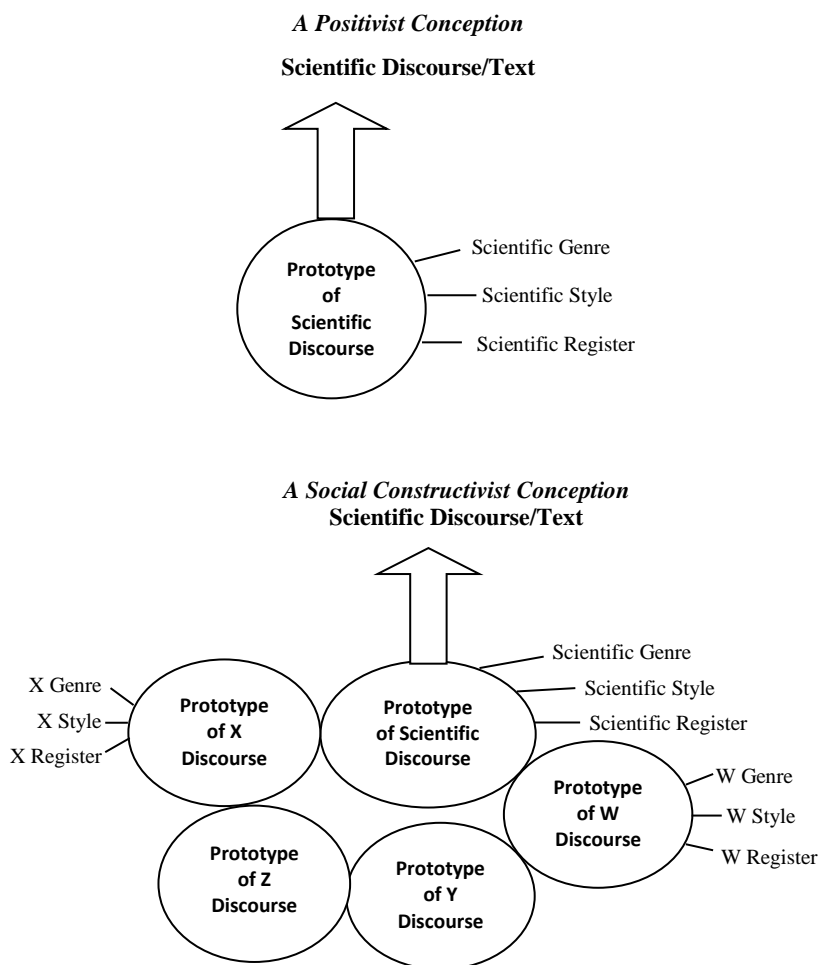 A Positivist Conception
Scientific Discourse/Text
Prototype
of
Scientific
Discourse
Scientific Genre
Scientific Style
Scientific Register
A Social Constructivist Conception
Scientific Discourse/Text
X Genre
X Style
X Register
Prototype
of X
Discourse
Prototype
of Scientific
Discourse
Scientific Genre
Scientific Style
Scientific Register
Prototype
of W
Discourse
W Genre
W Style
W Register
Prototype
of Z
Discourse
Prototype
of Y
Discourse